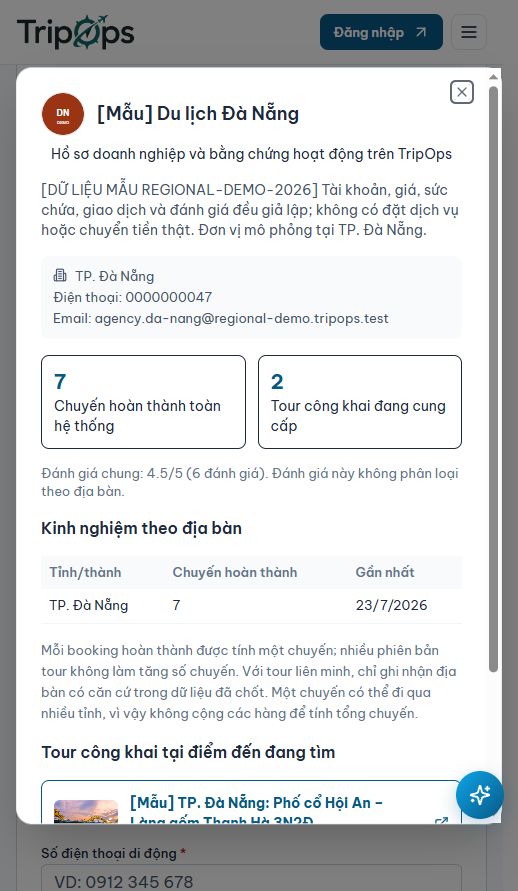 TripOps
Đăng nhập
DN
DEMO
[Mẫu] Du lịch Đà Nẵng
Hồ sơ doanh nghiệp và bằng chứng hoạt động trên TripOps
[DỮ LIỆU MẪU REGIONAL-DEMO-2026] Tài khoản, giá, sức
chứa, giao dịch và đánh giá đều giả lập; không có đặt dịch vụ
hoặc chuyển tiền thật. Đơn vị mô phỏng tại TP. Đà Nẵng.
TP. Đà Nẵng
Điện thoại: 0000000047
Email: agency.da-nang@regional-demo.tripops.test
7
Chuyến hoàn thành toàn
hệ thống
2
Tour công khai đang cung
cấp
Đánh giá chung: 4.5/5 (6 đánh giá). Đánh giá này không phân loại
theo địa bàn.
Kinh nghiệm theo địa bàn
Tỉnh/thành Chuyến hoàn thành Gần nhất
TP. Đà Nẵng 7 23/7/2026
Mỗi booking hoàn thành được tính một chuyến; nhiều phiên bản
tour không làm tăng số chuyến. Với tour liên minh, chỉ ghi nhận địa
bàn có căn cứ trong dữ liệu đã chốt. Một chuyến có thể đi qua
nhiều tỉnh, vì vậy không cộng các hàng để tính tổng chuyến.
Tour công khai tại điểm đến đang tìm
[Mẫu] TP. Đà Nẵng: Phố cổ Hội An –
Làng gốm Thanh Hà 3N2Đ
Số điện thoại di động *
VD: 0912 345 678